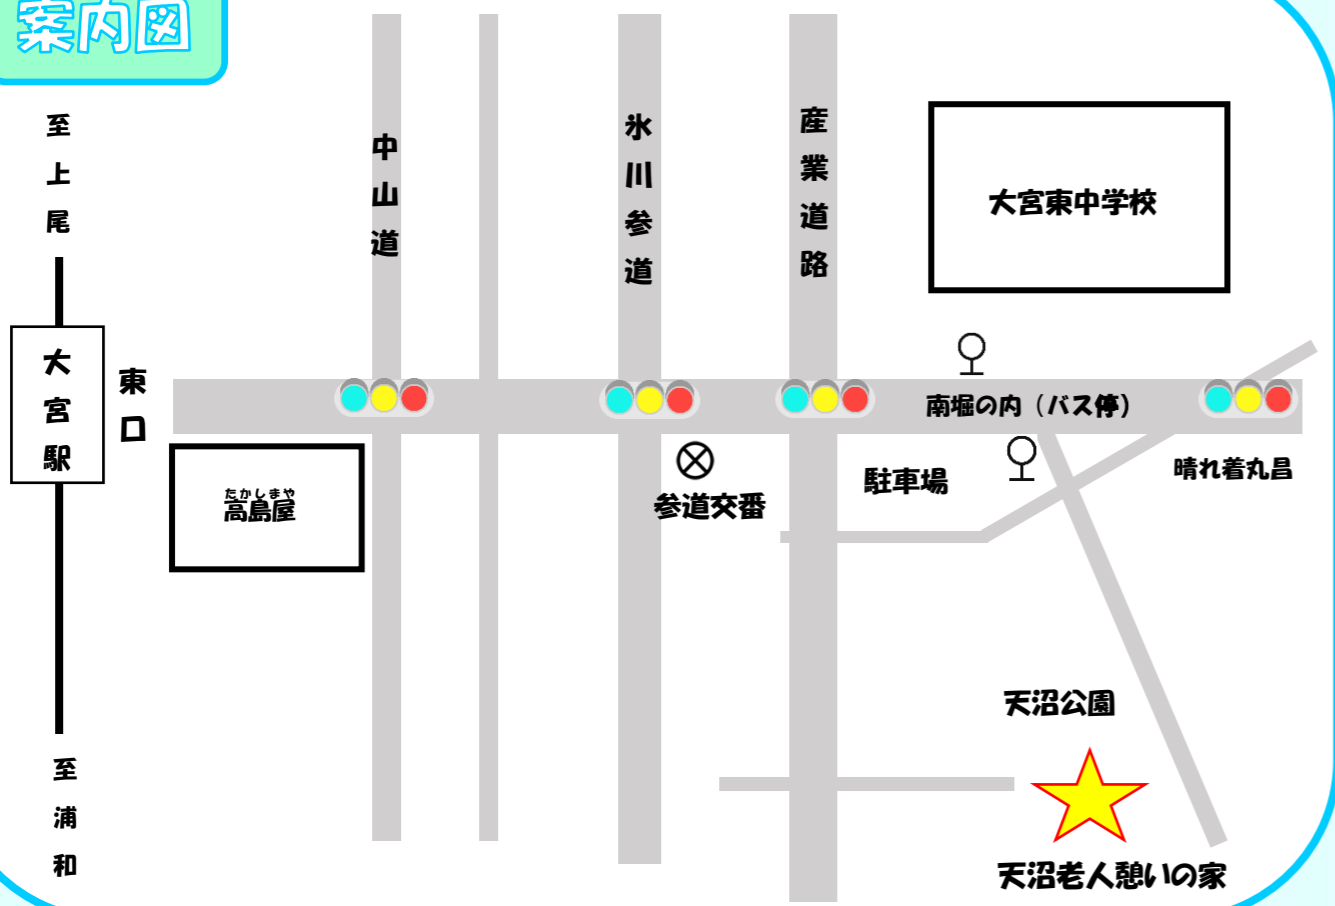 案内図
至上尾
大宮駅
東口
至浦和
中山道
氷川参道
産業道路
大宮東中学校
南堀の内（バス停）
たかしまや
高島屋
参道交番
駐車場
晴れ着丸昌
天沼公園
天沼老人憩いの家